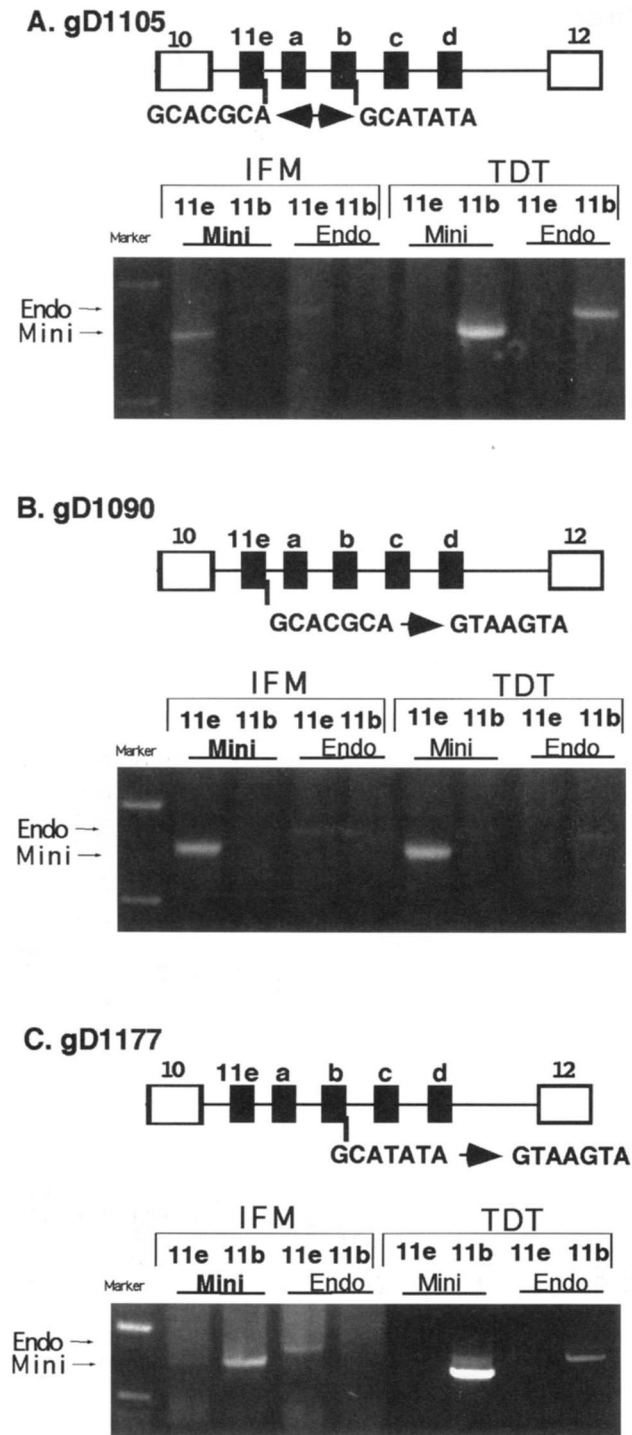 A. gD1105
10 11e a b c d 12
GCACGCA GCATATA
IFM TDT
11e 11b 11e 11b 11e 11b 11e 11b
Marker Mini Endo Mini Endo
Endo →
Mini →
B. gD1090
10 11e a b c d 12
GCACGCA GTAAGTA
IFM TDT
11e 11b 11e 11b 11e 11b 11e 11b
Marker Mini Endo Mini Endo
Endo →
Mini →
C. gD1177
10 11e a b c d 12
GCATATA GTAAGTA
IFM TDT
11e 11b 11e 11b 11e 11b 11e 11b
Marker Mini Endo Mini Endo
Endo →
Mini →